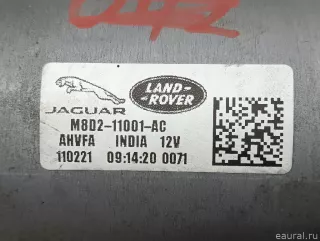 JAGUAR
LAND-
ROVER
M8D2-11001-AC
AHVFA INDIA 12V
110221 09:14:20 0071
eaural.ru